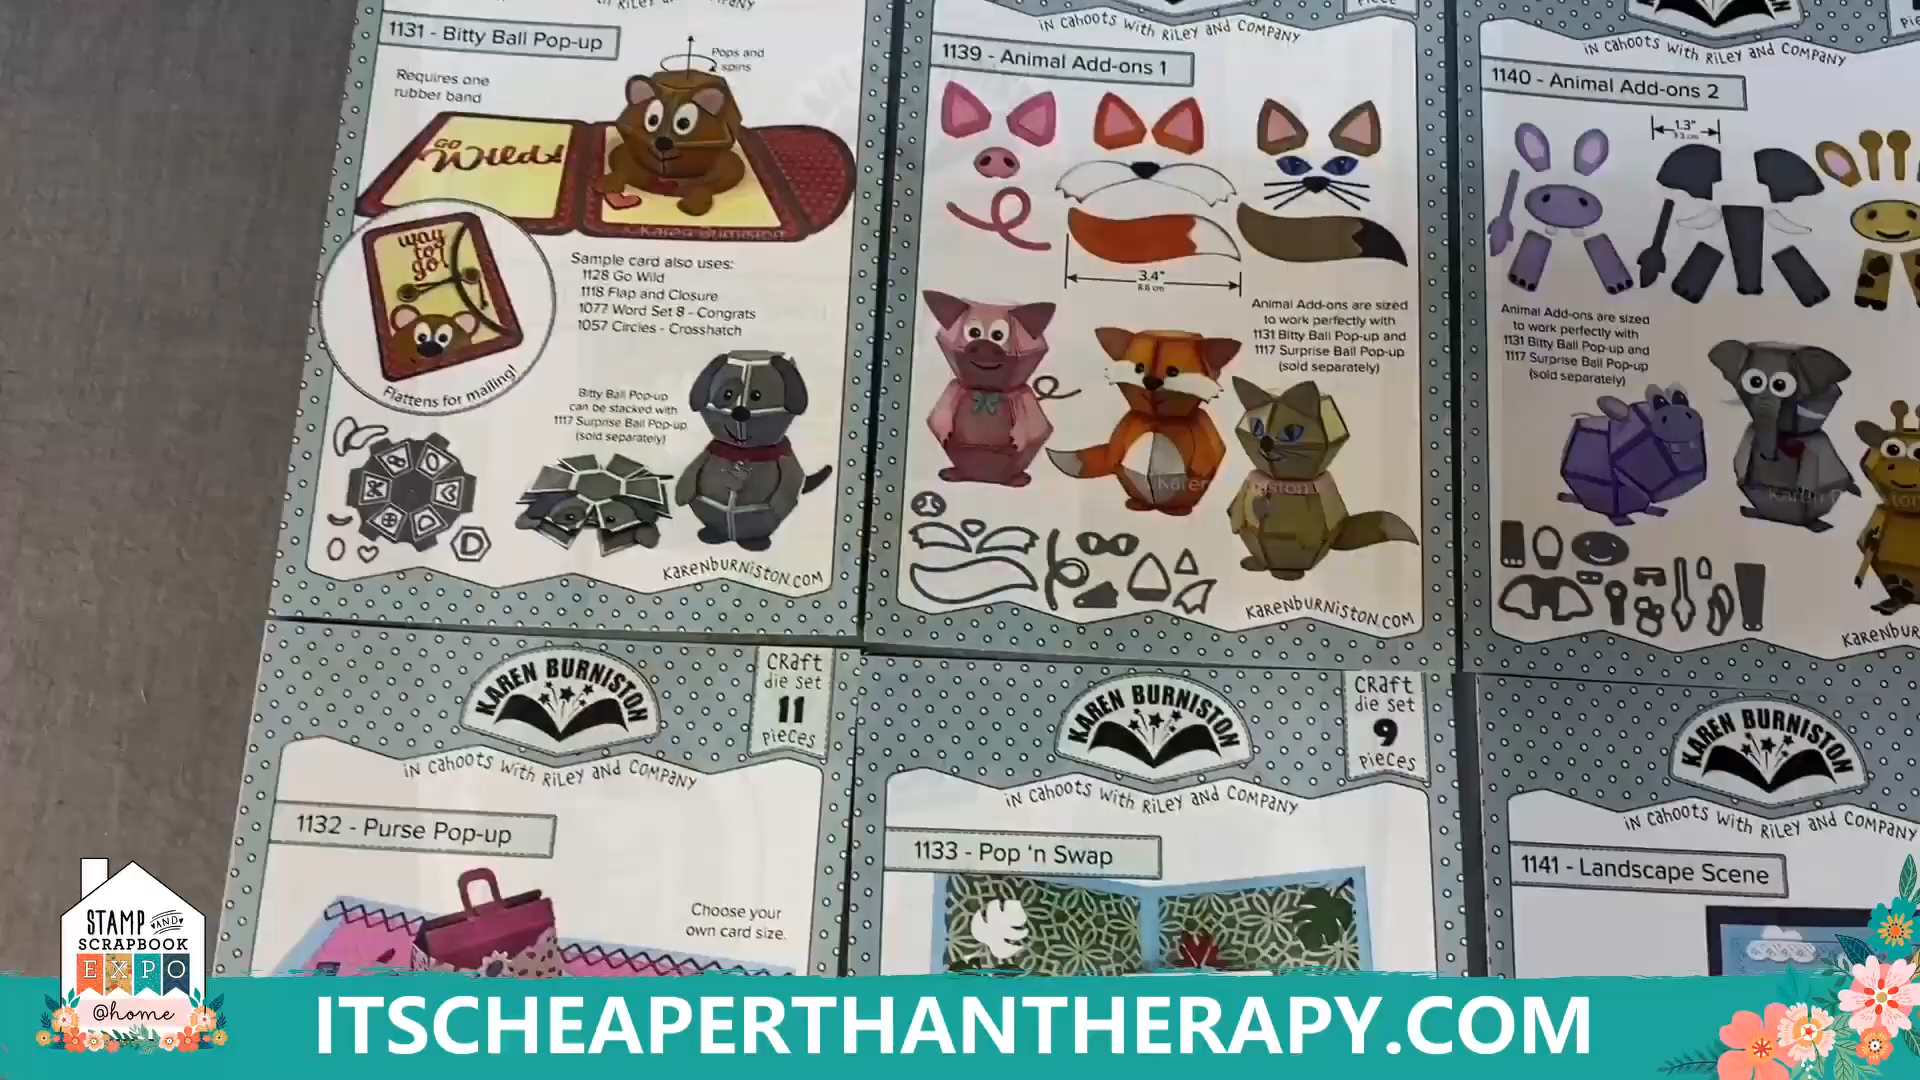 1131 - Bitty Ball Pop-up
Pops and
spins
Requires one
rubber band
GO
Wild!
© Karen Burniston
way
to
go!
Flattens for mailing!
Sample card also uses:
1128 Go Wild
1118 Flap and Closure
1077 Word Set 8 - Congrats
1057 Circles - Crosshatch
Bitty Ball Pop-up
can be stacked with
1117 Surprise Ball Pop-up
(sold separately)
KARENBURNISTON.COM
iN CAHOOTS WITH RILEY AND COMPANY
1139 - Animal Add-ons 1
3.4"
8.6 cm
Animal Add-ons are sized
to work perfectly with
1131 Bitty Ball Pop-up and
1117 Surprise Ball Pop-up
(sold separately)
KARENBURNISTON.COM
iN CAHOOTS WITH RILEY AND COMPANY
1140 - Animal Add-ons 2
1.3"
3.3 cm
Animal Add-ons are sized
to work perfectly with
1131 Bitty Ball Pop-up and
1117 Surprise Ball Pop-up
(sold separately)
KARENBUR
KAREN BURNISTON
CRaft
die set
11
pieces
iN CAHOOTS WITH RILEY AND COMPANY
1132 - Purse Pop-up
Choose your
own card size.
KAREN BURNISTON
CRaft
die set
9
pieces
iN CAHOOTS WITH RILEY AND COMPANY
1133 - Pop 'n Swap
KAREN BURNISTON
iN CAHOOTS WITH RILEY AND COMPANY
1141 - Landscape Scene
STAMP AND
SCRAPBOOK
EXPO
@home
ITSCHEAPERTHANTHERAPY.COM